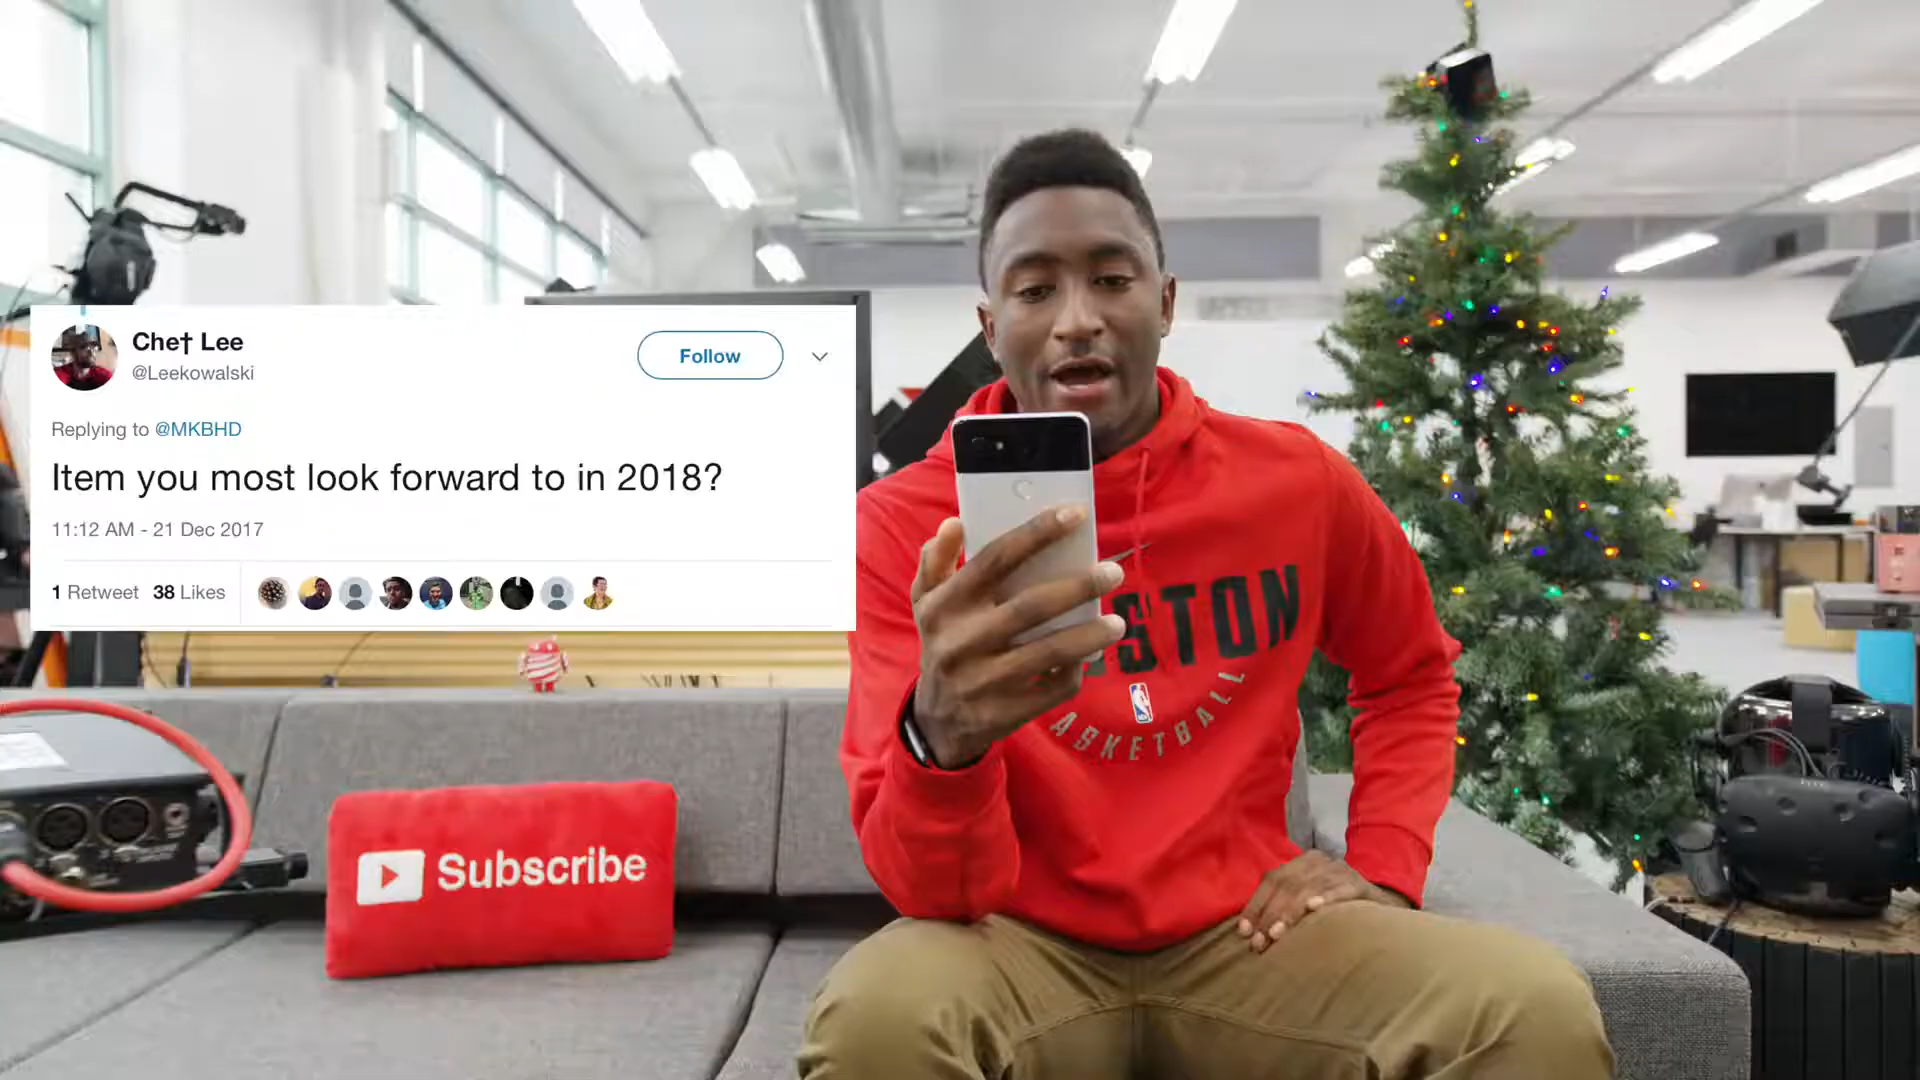 Che† Lee
@Leekowalski
Follow
Replying to @MKBHD
Item you most look forward to in 2018?
11:12 AM - 21 Dec 2017
1 Retweet 38 Likes
STON
ASKETBALL
Subscribe